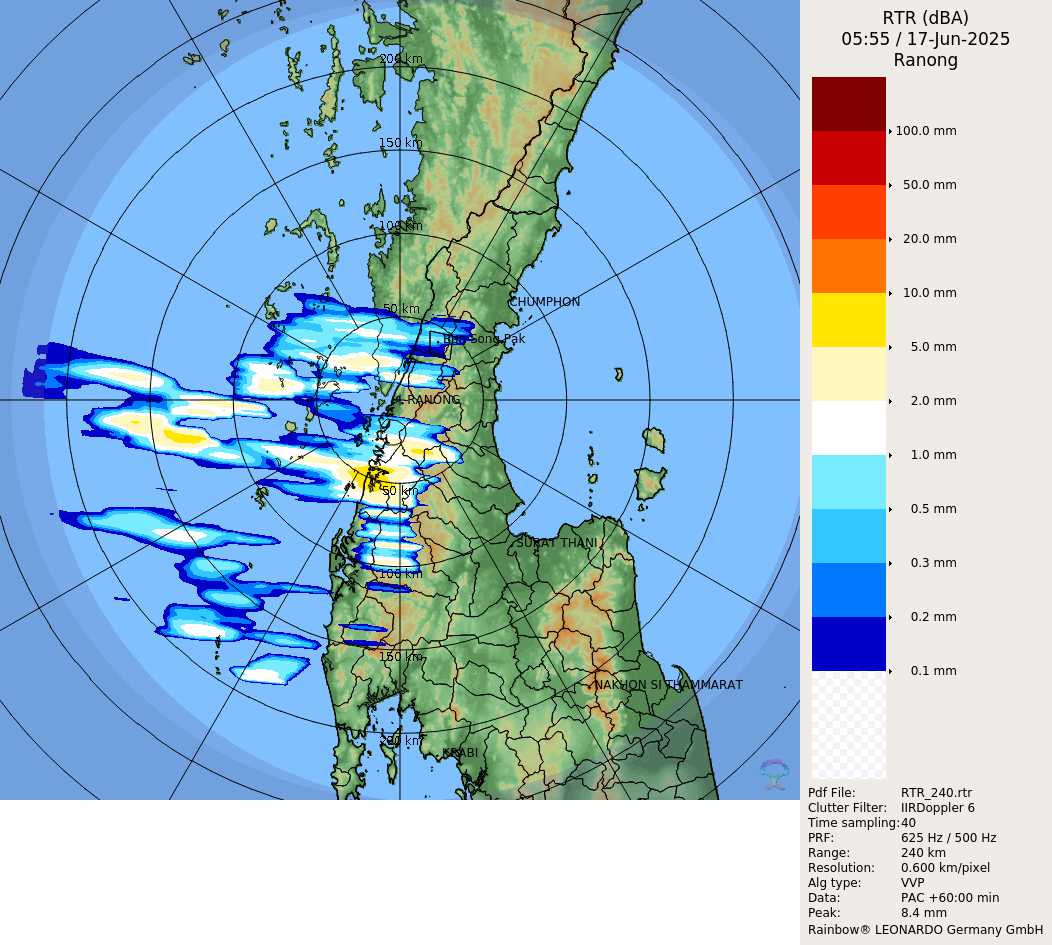 RTR (dBA)
05:55 / 17-Jun-2025
Ranong
200 km
150 km
100 km
50 km
CHUMPHON
RANONG
50 km
SURAT THANI
100 km
150 km
NAKHON SI THAMMARAT
KRABI
100.0 mm
50.0 mm
20.0 mm
10.0 mm
5.0 mm
2.0 mm
1.0 mm
0.5 mm
0.3 mm
0.2 mm
0.1 mm
Pdf File: RTR_240.rtr
Clutter Filter: IIRDoppler 6
Time sampling: 40
PRF: 625 Hz / 500 Hz
Range: 240 km
Resolution: 0.600 km/pixel
Alg type: VVP
Data: PAC +60:00 min
Peak: 8.4 mm
Rainbow® LEONARDO Germany GmbH